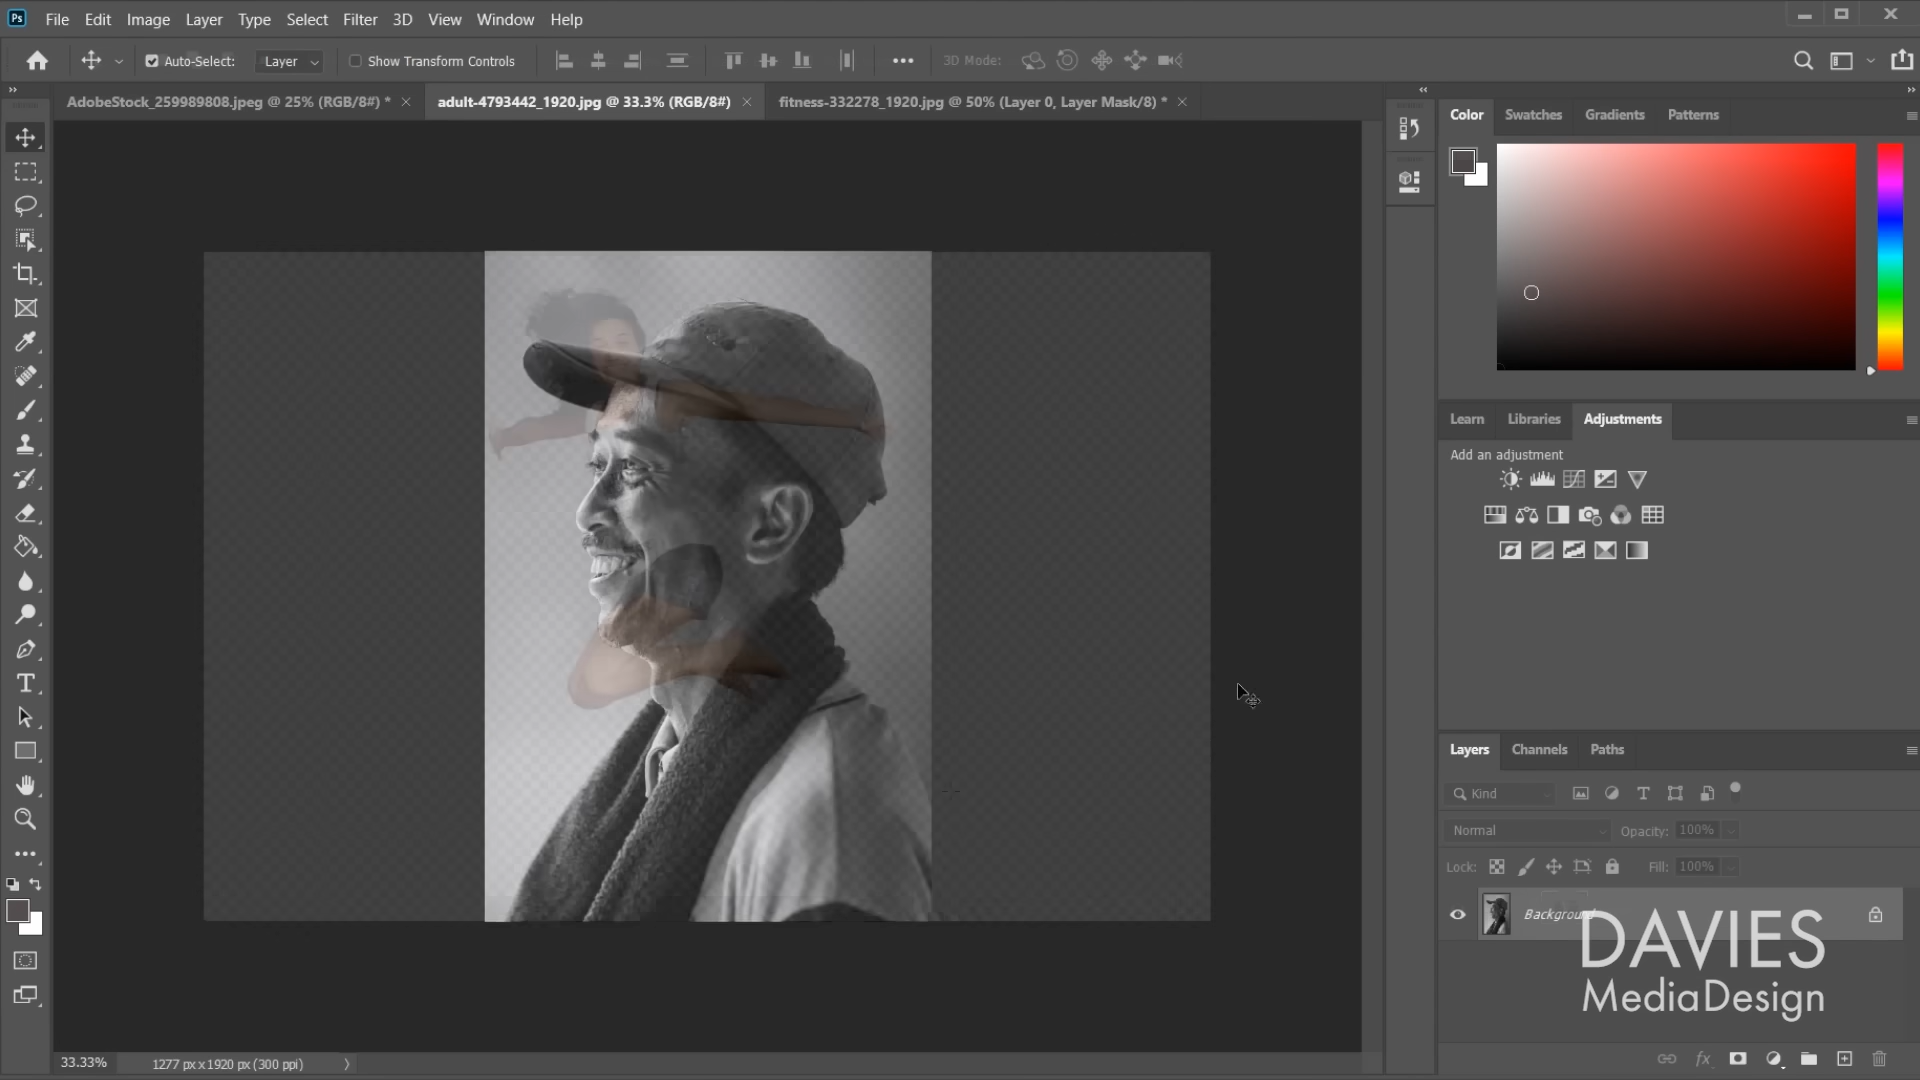 Ps File Edit Image Layer Type Select Filter 3D View Window Help
Auto-Select: Layer Show Transform Controls 3D Mode:
AdobeStock_259989808.jpeg @ 25% (RGB/8#) * × adult-4793442_1920.jpg @ 33.3% (RGB/8#) × fitness-332278_1920.jpg @ 50% (Layer 0, Layer Mask/8) * ×
Color Swatches Gradients Patterns
Learn Libraries Adjustments
Add an adjustment
Layers Channels Paths
Kind
Normal Opacity: 100%
Lock: Fill: 100%
Background
DAVIES
MediaDesign
33.33% 1277 px x 1920 px (300 ppi)